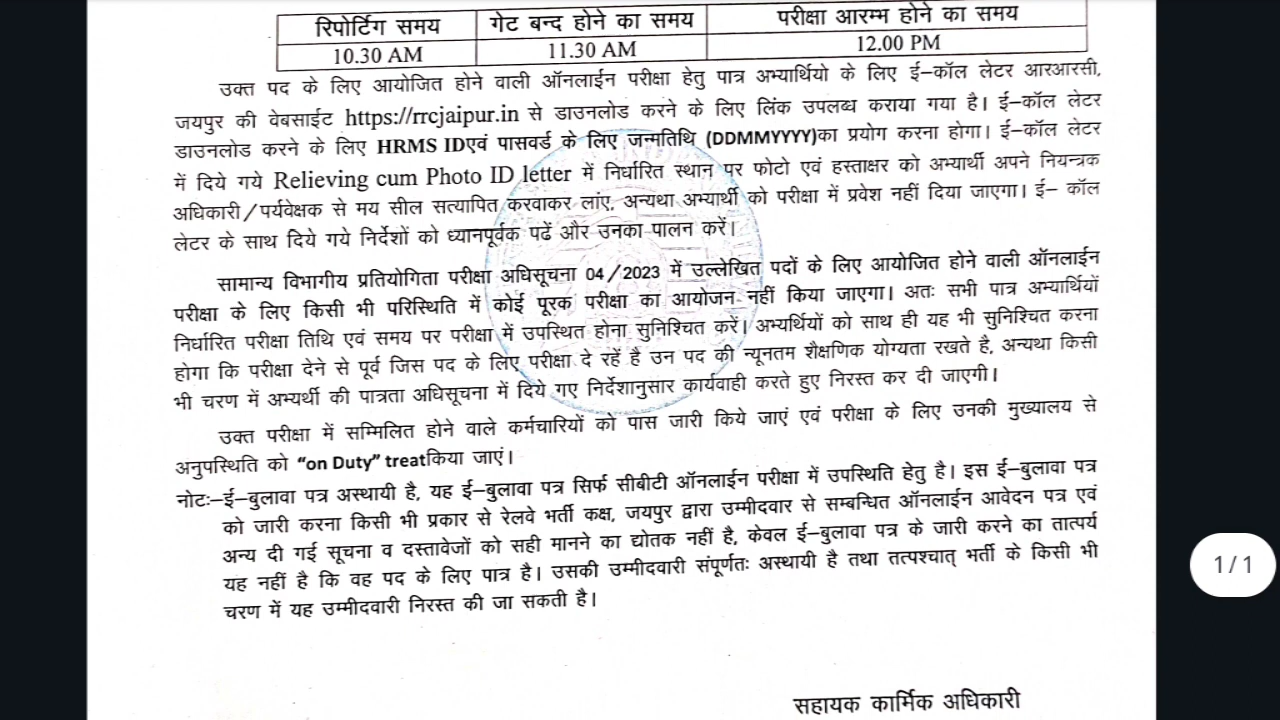 रिपोर्टिंग समय गेट बन्द होने का समय परीक्षा आरम्भ होने का समय
10.30 AM 11.30 AM 12.00 PM
उक्त पद के लिए आयोजित होने वाली ऑनलाईन परीक्षा हेतु पात्र अभ्यार्थियो के लिए ई–कॉल लेटर आरआरसी,
जयपुर की वेबसाईट https://rrcjaipur.in से डाउनलोड करने के लिए लिंक उपलब्ध कराया गया है। ई–कॉल लेटर
डाउनलोड करने के लिए HRMS IDएवं पासवर्ड के लिए जन्मतिथि (DDMMYYYY)का प्रयोग करना होगा। ई–कॉल लेटर
में दिये गये Relieving cum Photo ID letter में निर्धारित स्थान पर फोटो एवं हस्ताक्षर को अभ्यार्थी अपने नियन्त्रक
अधिकारी/पर्यवेक्षक से मय सील सत्यापित करवाकर लांए, अन्यथा अभ्यार्थी को परीक्षा में प्रवेश नहीं दिया जाएगा। ई– कॉल
लेटर के साथ दिये गये निर्देशों को ध्यानपूर्वक पढें और उनका पालन करें।
सामान्य विभागीय प्रतियोगिता परीक्षा अधिसूचना 04/2023 में उल्लेखित पदों के लिए आयोजित होने वाली ऑनलाईन
परीक्षा के लिए किसी भी परिस्थिति में कोई पूरक परीक्षा का आयोजन नहीं किया जाएगा। अतः सभी पात्र अभ्यार्थियों
निर्धारित परीक्षा तिथि एवं समय पर परीक्षा में उपस्थित होना सुनिश्चित करें। अभ्यर्थियों को साथ ही यह भी सुनिश्चित करना
होगा कि परीक्षा देने से पूर्व जिस पद के लिए परीक्षा दे रहें है उन पद की न्यूनतम शैक्षणिक योग्यता रखते है, अन्यथा किसी
भी चरण में अभ्यर्थी की पात्रता अधिसूचना में दिये गए निर्देशानुसार कार्यवाही करते हुए निरस्त कर दी जाएगी।
उक्त परीक्षा में सम्मिलित होने वाले कर्मचारियों को पास जारी किये जाएं एवं परीक्षा के लिए उनकी मुख्यालय से
अनुपस्थिति को “on Duty” treatकिया जाएं।
नोटः–ई–बुलावा पत्र अस्थायी है, यह ई–बुलावा पत्र सिर्फ सीबीटी ऑनलाईन परीक्षा में उपस्थिति हेतु है। इस ई–बुलावा पत्र
को जारी करना किसी भी प्रकार से रेलवे भर्ती कक्ष, जयपुर द्वारा उम्मीदवार से सम्बन्धित ऑनलाईन आवेदन पत्र एवं
अन्य दी गई सूचना व दस्तावेजों को सही मानने का द्योतक नहीं है, केवल ई–बुलावा पत्र के जारी करने का तात्पर्य
यह नहीं है कि वह पद के लिए पात्र है। उसकी उम्मीदवारी संपूर्णतः अस्थायी है तथा तत्पश्चात् भर्ती के किसी भी
चरण में यह उम्मीदवारी निरस्त की जा सकती है।
सहायक कार्मिक अधिकारी
1/1